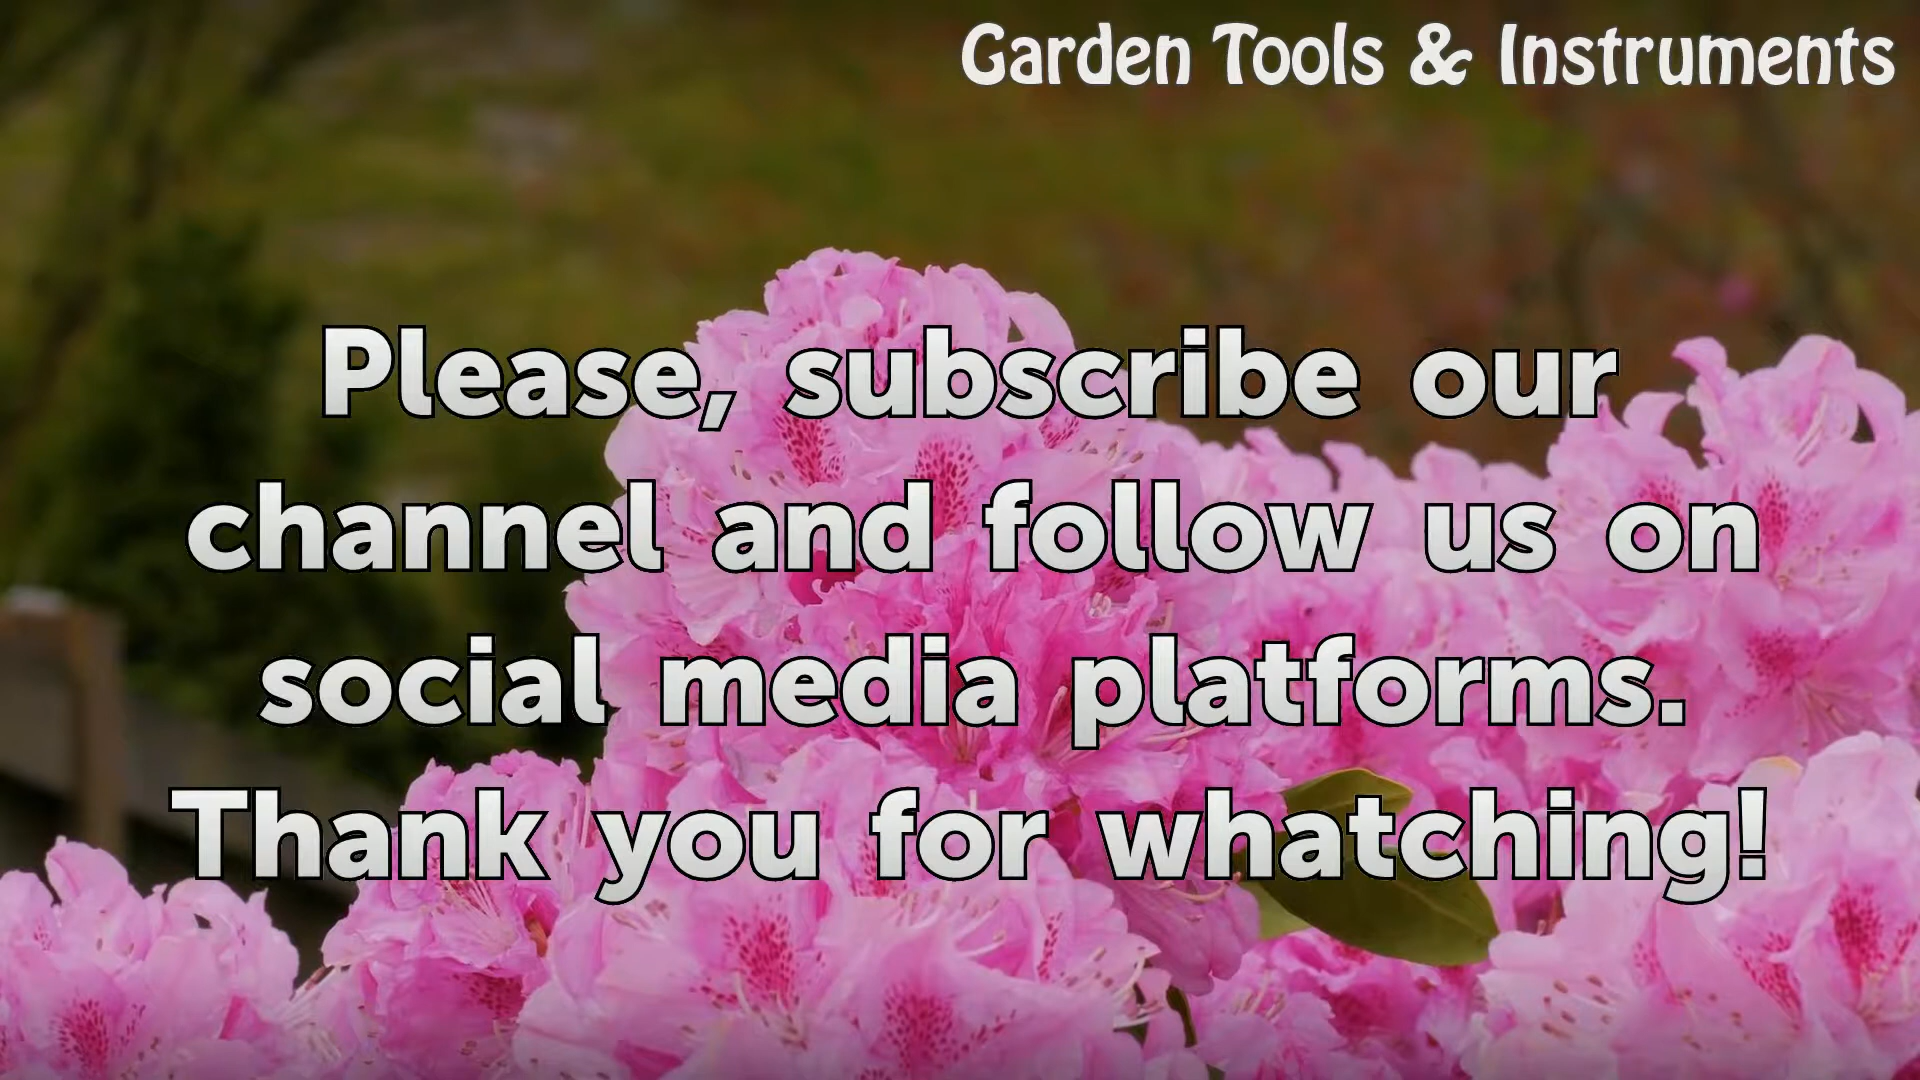 Garden Tools & Instruments
Please, subscribe our
channel and follow us on
social media platforms.
Thank you for whatching!